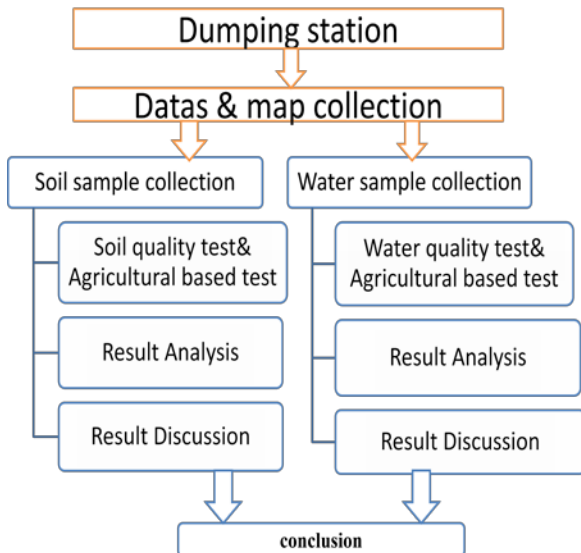 Dumping station
Datas & map collection
Soil sample collection
Water sample collection
Soil quality test&
Agricultural based test
Water quality test&
Agricultural based test
Result Analysis
Result Analysis
Result Discussion
Result Discussion
conclusion